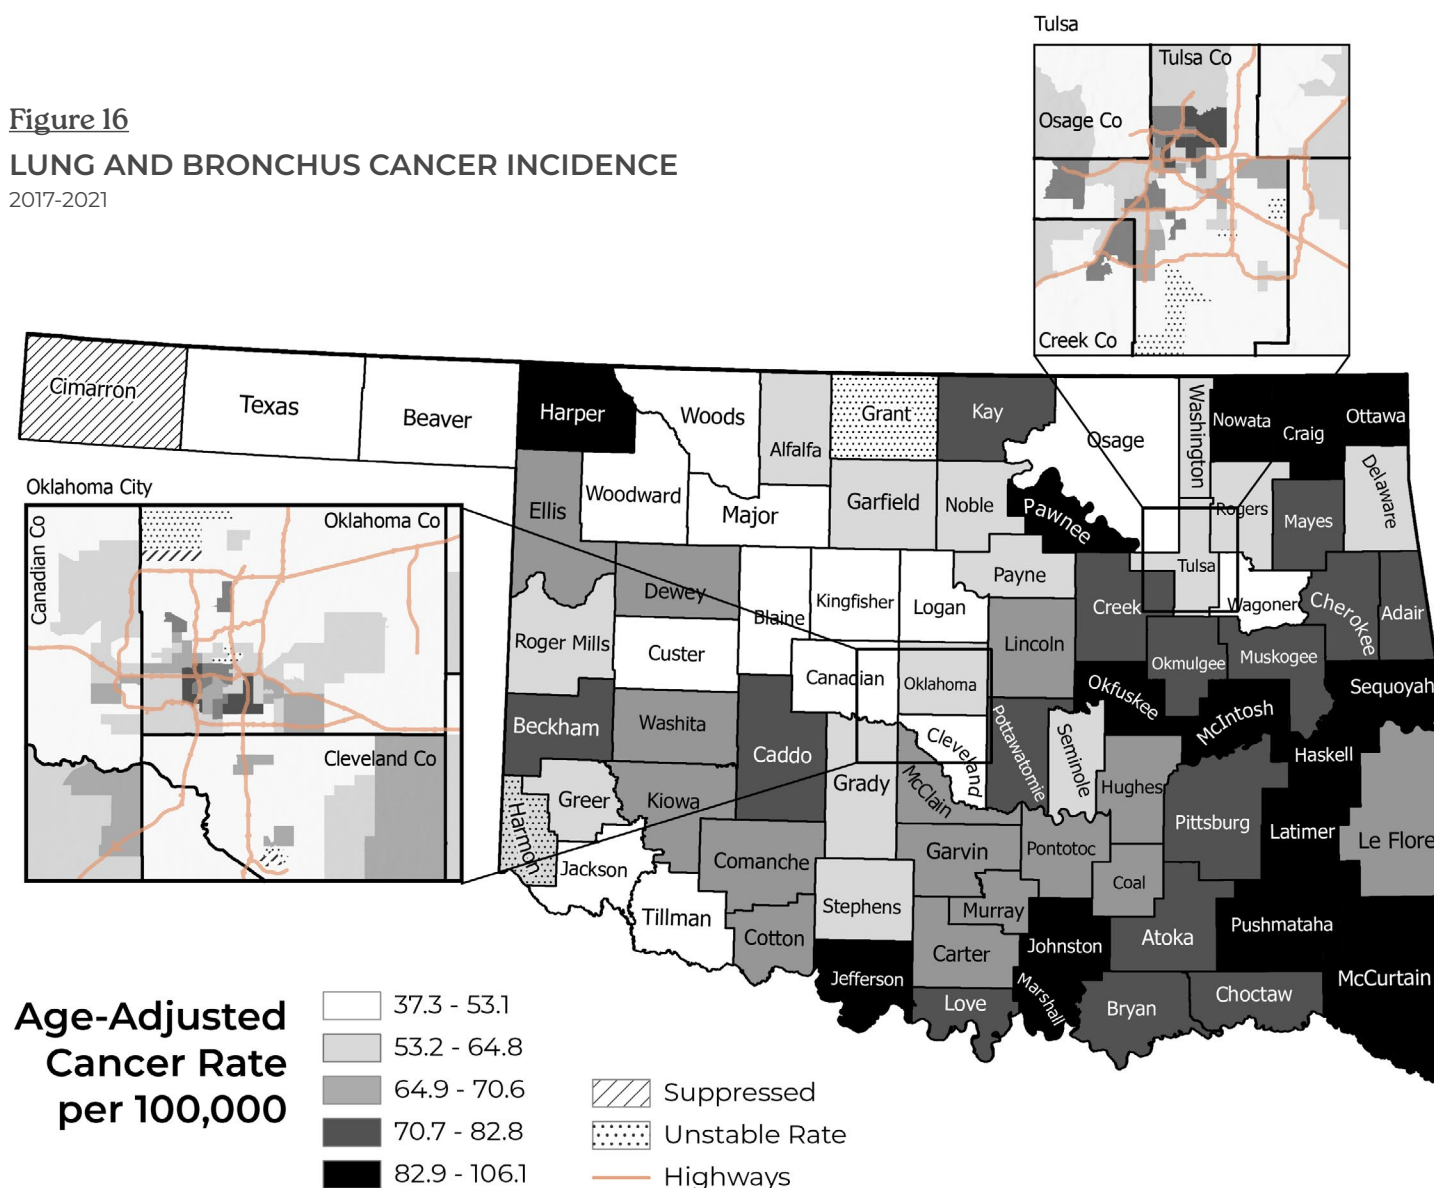 Figure 16
LUNG AND BRONCHUS CANCER INCIDENCE
2017-2021
Tulsa
Tulsa Co
Osage Co
Creek Co
Cimarron
Texas
Beaver
Harper
Woods
Alfalfa
Grant
Kay
Osage
Washington
Nowata
Craig
Ottawa
Delaware
Ellis
Woodward
Major
Garfield
Noble
Pawnee
Rogers
Mayes
Oklahoma City
Canadian Co
Oklahoma Co
Cleveland Co
Dewey
Blaine
Kingfisher
Logan
Payne
Creek
Tulsa
Wagoner
Cherokee
Adair
Roger Mills
Custer
Canadian
Oklahoma
Lincoln
Okmulgee
Muskogee
Sequoyah
Beckham
Washita
Caddo
Grady
Cleveland
McClain
Pottawatomie
Seminole
Okfuskee
McIntosh
Haskell
Harmon
Greer
Kiowa
Hughes
Pittsburg
Latimer
Le Flore
Jackson
Comanche
Garvin
Pontotoc
Coal
Tillman
Cotton
Stephens
Murray
Carter
Johnston
Atoka
Pushmataha
McCurtain
Jefferson
Love
Marshall
Bryan
Choctaw
Age-Adjusted
Cancer Rate
per 100,000
37.3 - 53.1
53.2 - 64.8
64.9 - 70.6
70.7 - 82.8
82.9 - 106.1
Suppressed
Unstable Rate
Highways